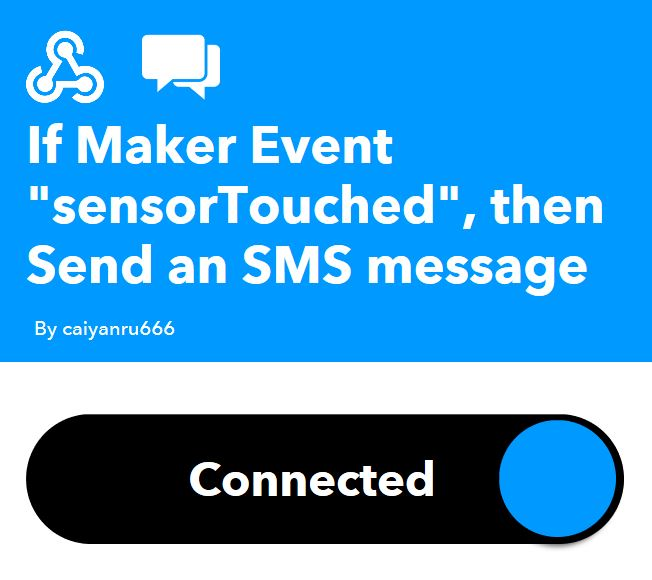 If Maker Event
"sensorTouched", then
Send an SMS message
By caiyanru666
Connected